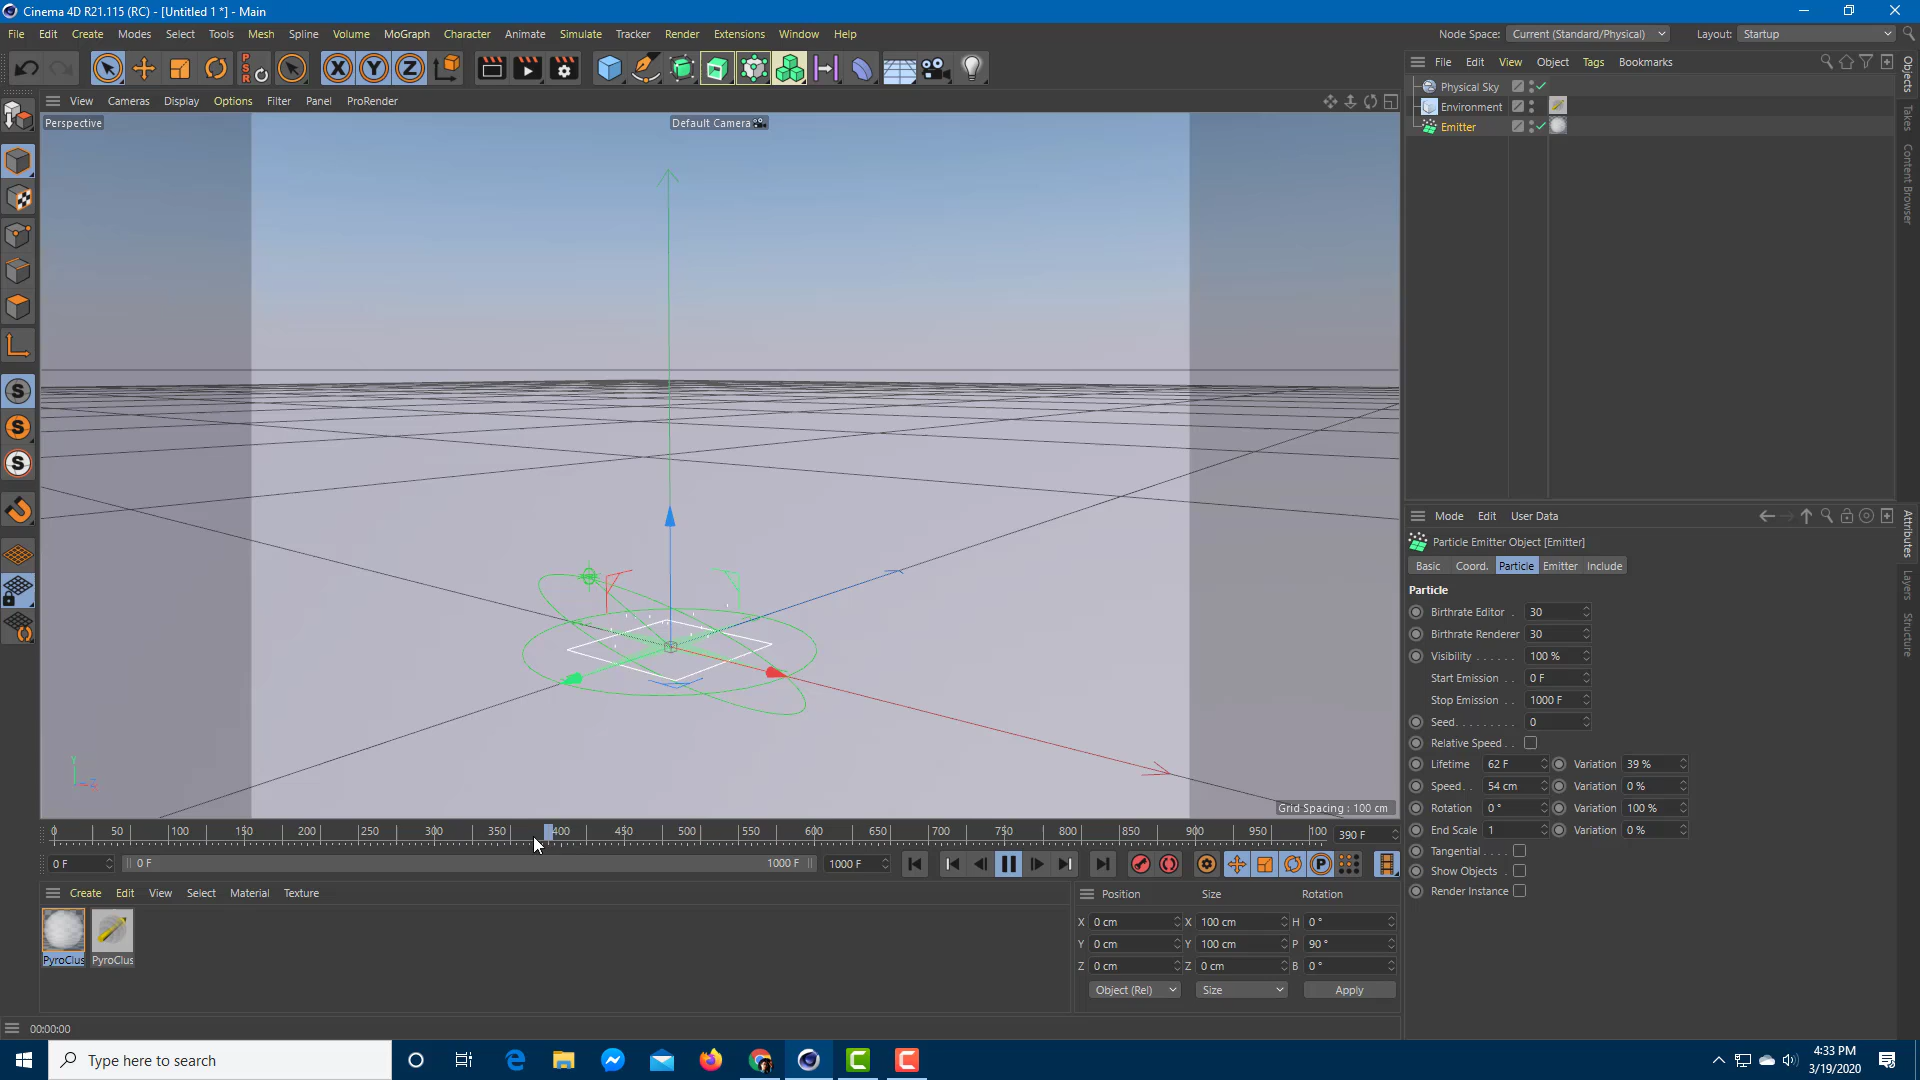 Cinema 4D R21.115 (RC) - [Untitled 1 *] - Main
File Edit Create Modes Select Tools Mesh Spline Volume MoGraph Character Animate Simulate Tracker Render Extensions Window Help
Node Space: Current (Standard/Physical) Layout: Startup
PSR
X Y Z
File Edit View Object Tags Bookmarks
View Cameras Display Options Filter Panel ProRender
Perspective
Default Camera
Physical Sky
Environment
Emitter
Objects
Takes
Content Browser
Attributes
Layers
Structure
Mode Edit User Data
Particle Emitter Object [Emitter]
Basic Coord. Particle Emitter Include
Particle
Birthrate Editor . 30
Birthrate Renderer 30
Visibility . . . . . . 100 %
Start Emission . . 0 F
Stop Emission . . 1000 F
Seed. . . . . . . . . 0
Relative Speed . .
Lifetime 62 F Variation 39 %
Speed. . 54 cm Variation 0 %
Rotation 0 ° Variation 100 %
End Scale 1 Variation 0 %
Tangential . . . .
Show Objects .
Render Instance
S
S
S
Y
Grid Spacing : 100 cm
0 50 100 150 200 250 300 350 400 450 500 550 600 650 700 750 800 850 900 950 100 390 F
0 F 0 F 1000 F 1000 F
P
Create Edit View Select Material Texture
PyroClus PyroClus
Position Size Rotation
X 0 cm X 100 cm H 0 °
Y 0 cm Y 100 cm P 90 °
Z 0 cm Z 0 cm B 0 °
Object (Rel) Size Apply
00:00:00
Type here to search
4:33 PM
3/19/2020